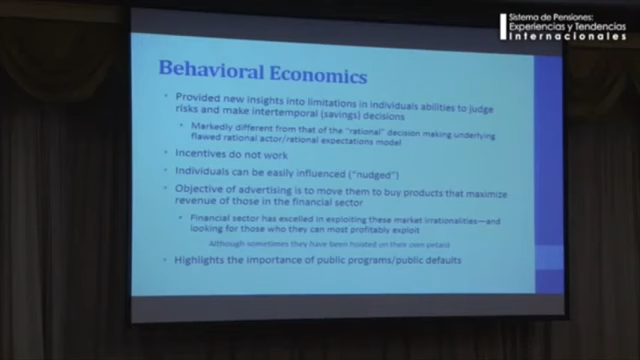 Sistema de Pensiones:
Experiencias y Tendencias
Internacionales
Behavioral Economics
• Provided new insights into limitations in individuals abilities to judge
risks and make intertemporal (savings) decisions
• Markedly different from that of the "rational" decision making underlying
flawed rational actor/rational expectations model
• Incentives do not work
• Individuals can be easily influenced ("nudged")
• Objective of advertising is to move them to buy products that maximize
revenue of those in the financial sector
• Financial sector has excelled in exploiting these market irrationalities—and
looking for those who they can most profitably exploit
Although sometimes they have been hoisted on their own petard
• Highlights the importance of public programs/public defaults